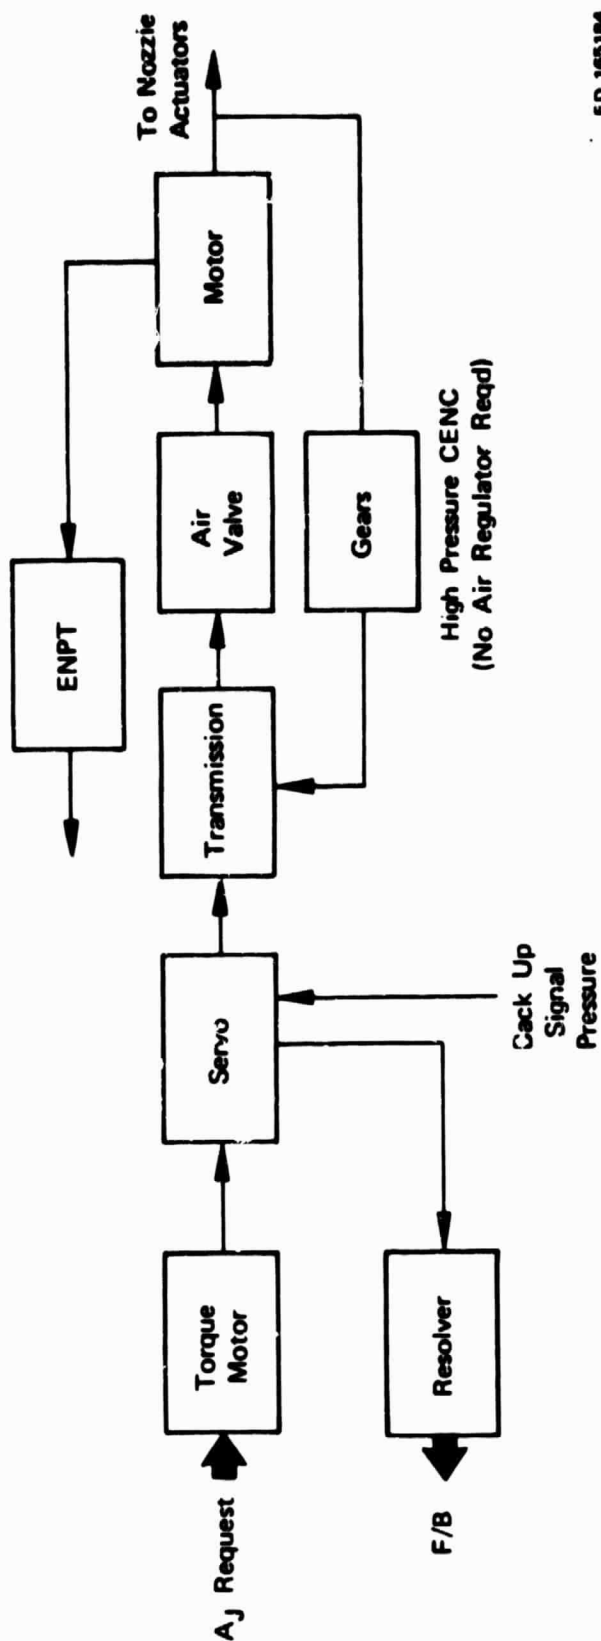 To Nozzle
Actuators
ENPT
Motor
Air
Valve
Gears
Transmission
High Pressure CENC
(No Air Regulator Reqd)
Servo
Cack Up
Signal
Pressure
Torque
Motor
Resolver
AJ Request
F/B